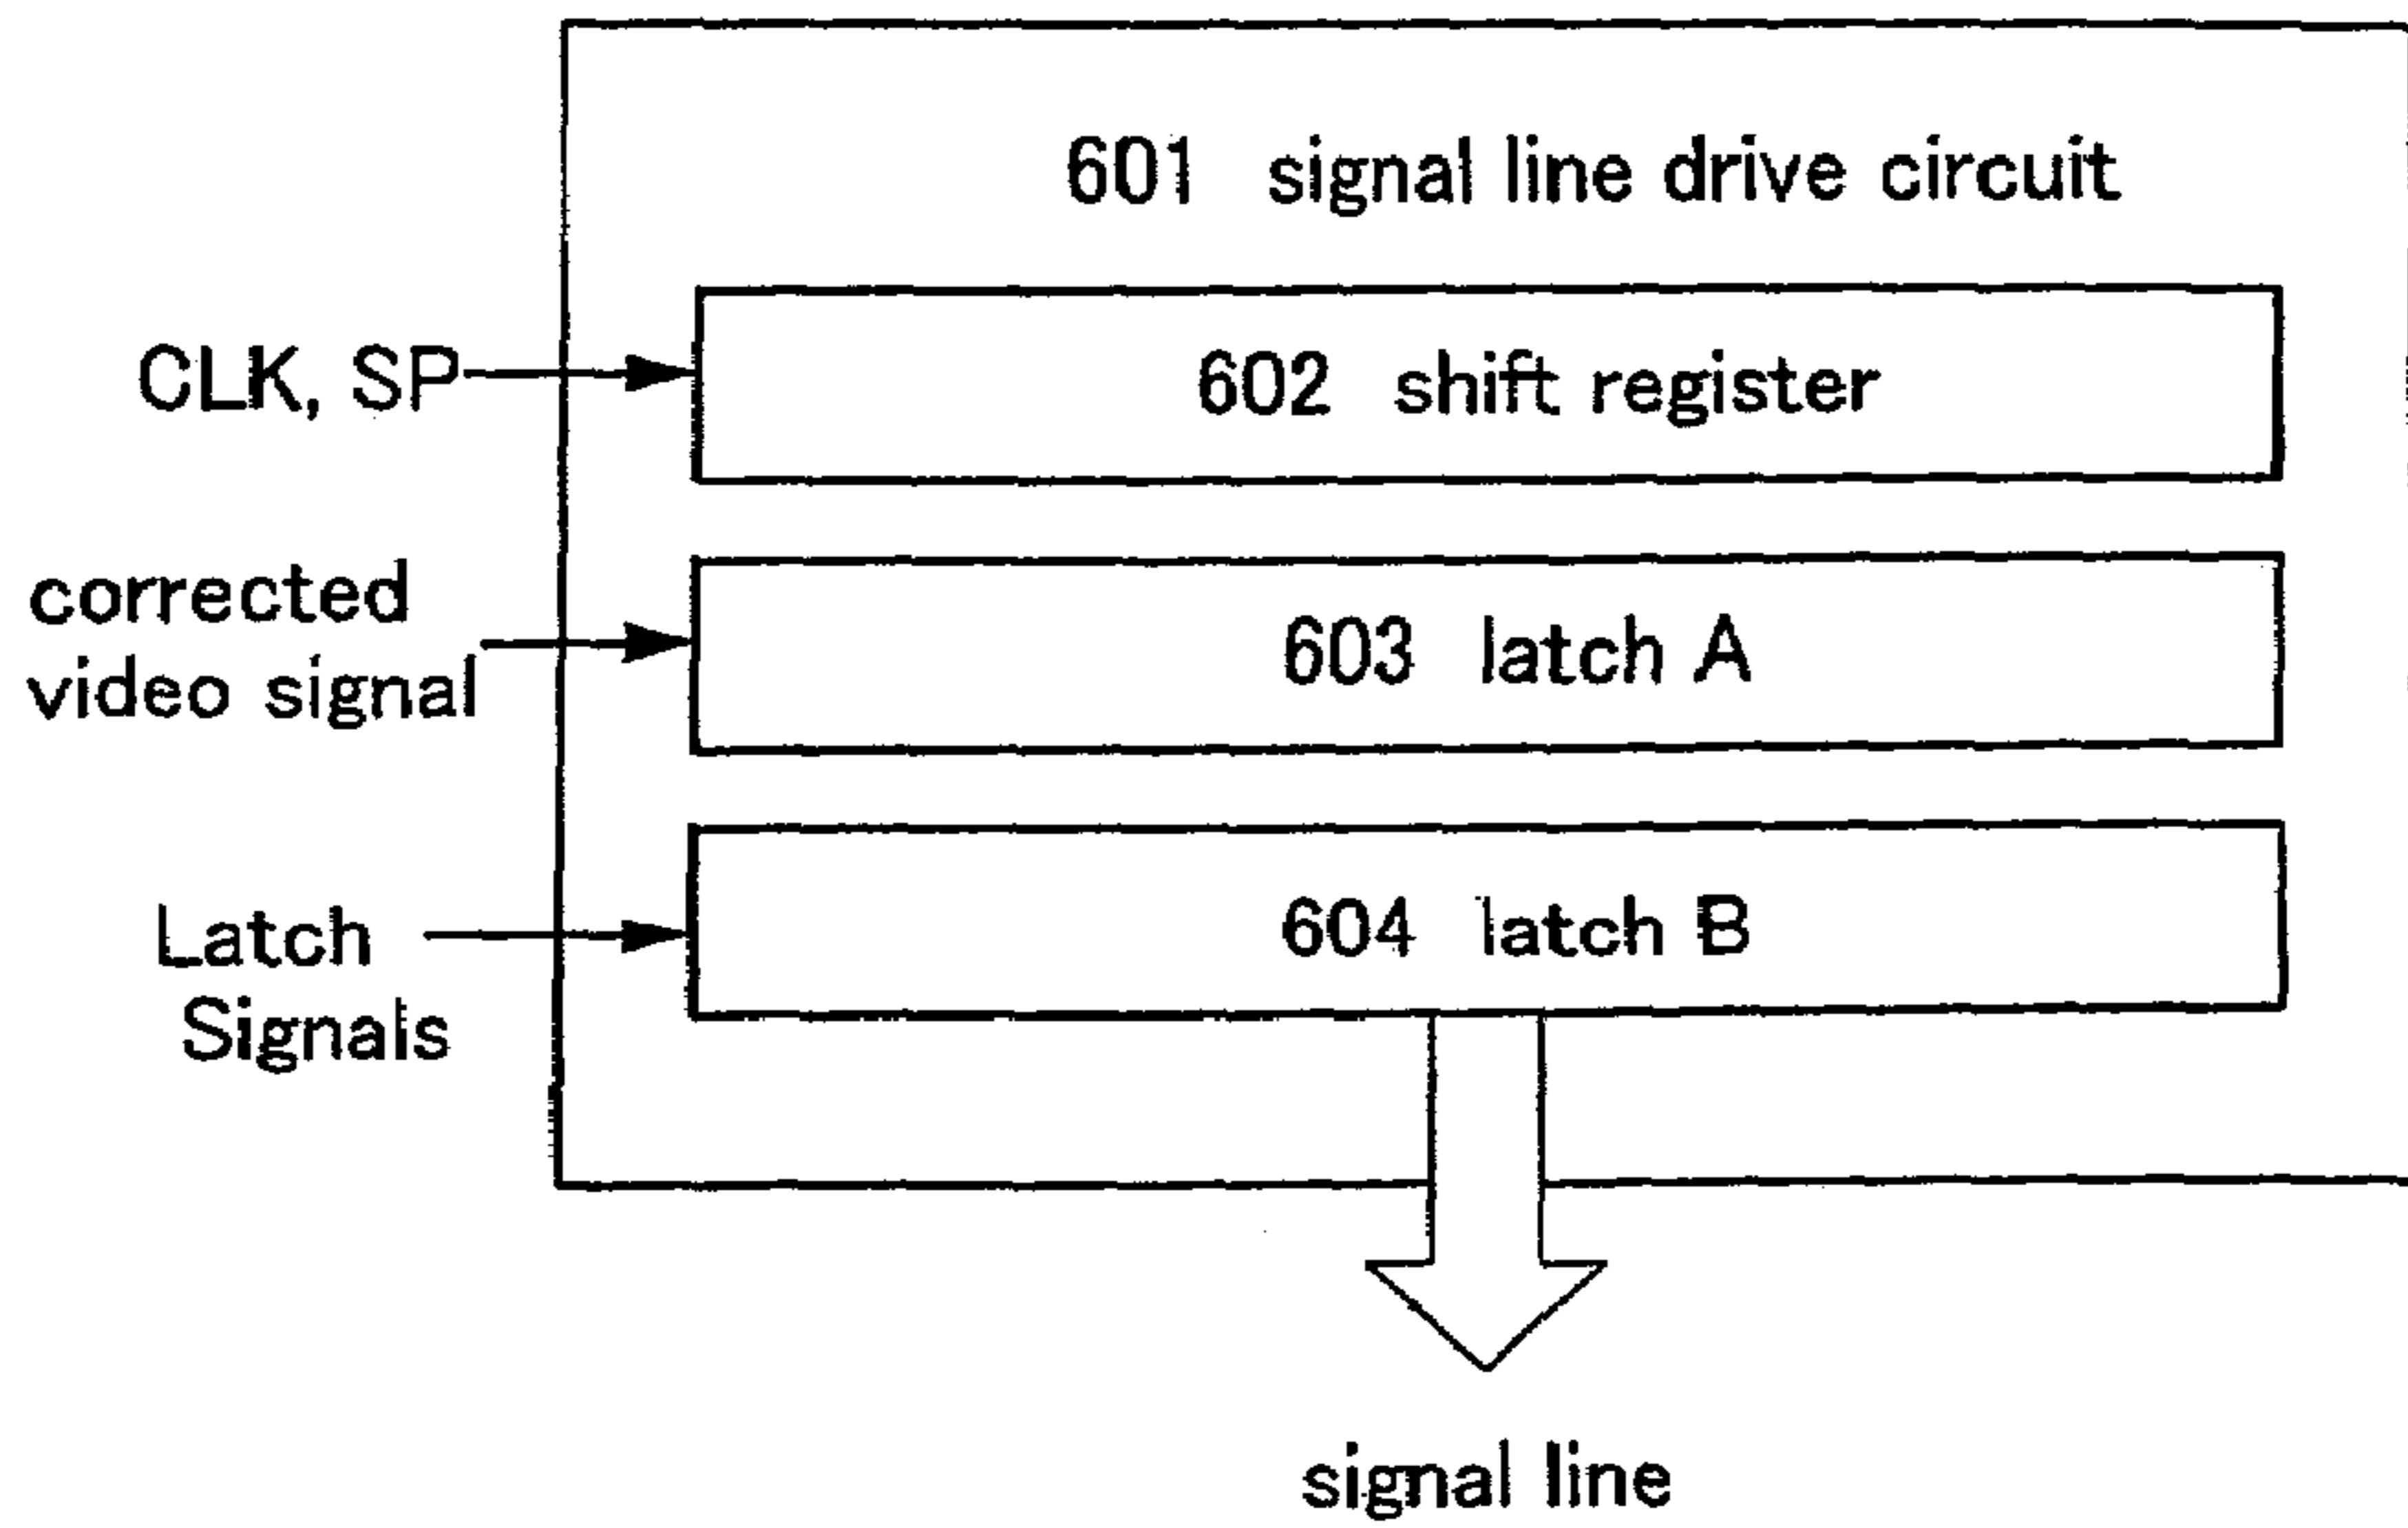 601 signal line drive circuit
CLK, SP
602 shift register
corrected
video signal
603 latch A
Latch
Signals
604 latch B
signal line